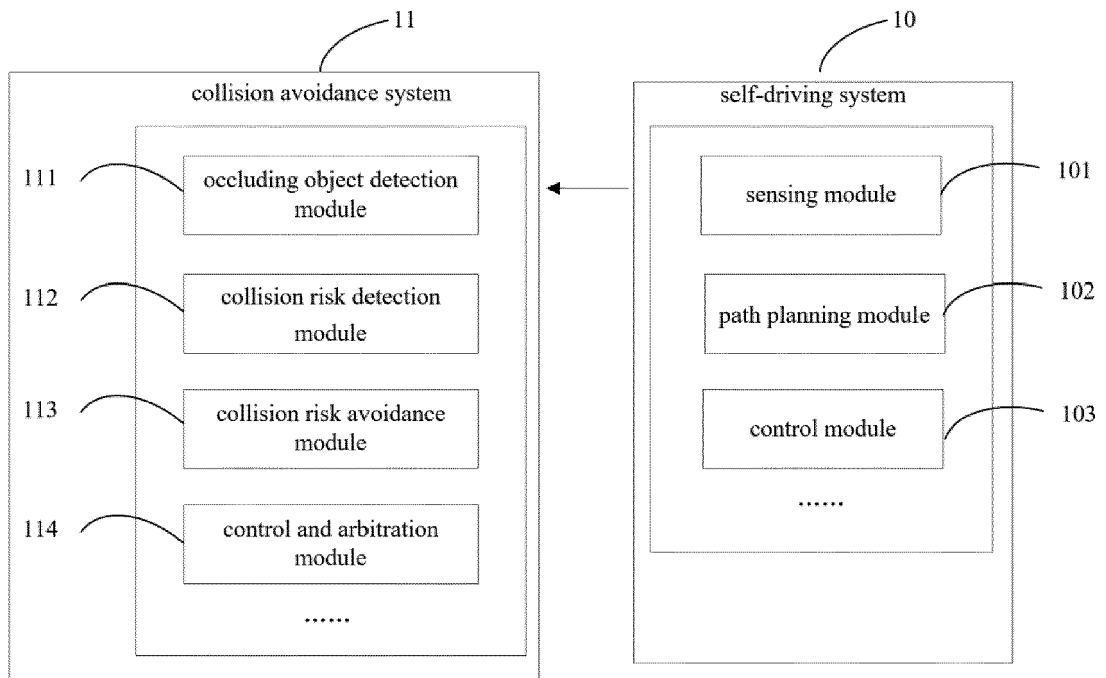 11
collision avoidance system
111
occluding object detection
module
112
collision risk detection
module
113
collision risk avoidance
module
114
control and arbitration
module
......
10
self-driving system
sensing module
101
path planning module
102
control module
103
......